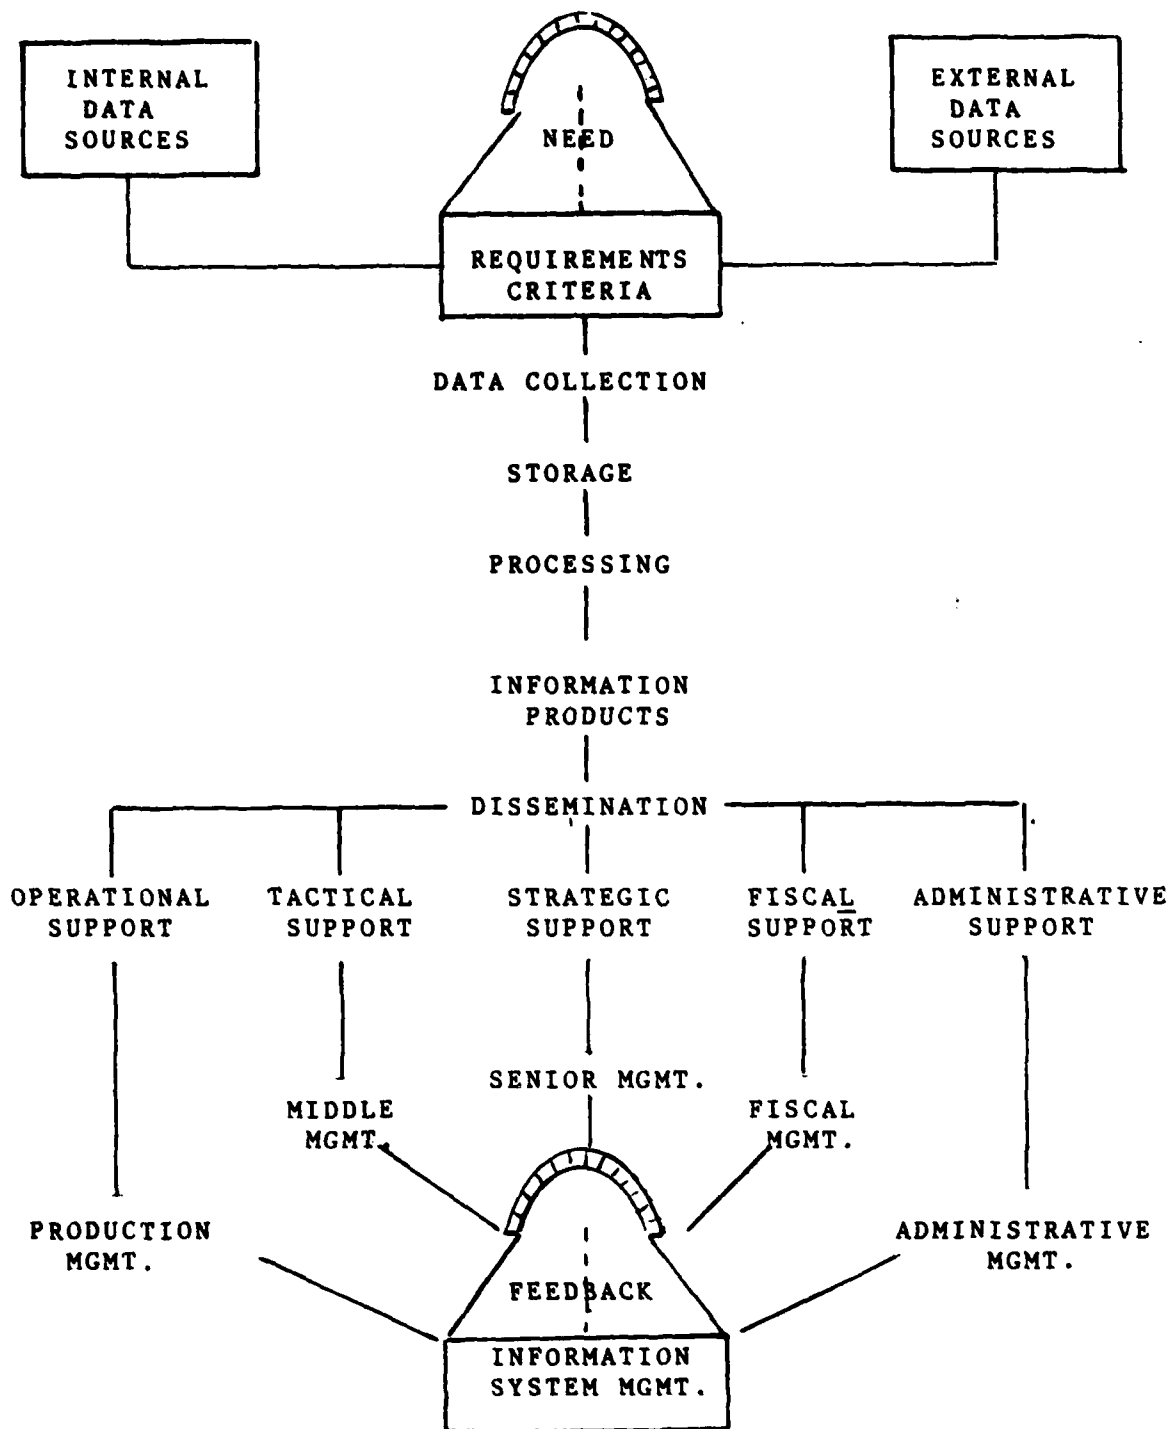 INTERNAL
DATA
SOURCES
NEED
EXTERNAL
DATA
SOURCES
REQUIREMENTS
CRITERIA
DATA COLLECTION
STORAGE
PROCESSING
INFORMATION
PRODUCTS
DISSEMINATION
OPERATIONAL
SUPPORT
TACTICAL
SUPPORT
STRATEGIC
SUPPORT
FISCAL
SUPPORT
ADMINISTRATIVE
SUPPORT
SENIOR MGMT.
MIDDLE
MGMT.
FISCAL
MGMT.
PRODUCTION
MGMT.
ADMINISTRATIVE
MGMT.
FEEDBACK
INFORMATION
SYSTEM MGMT.